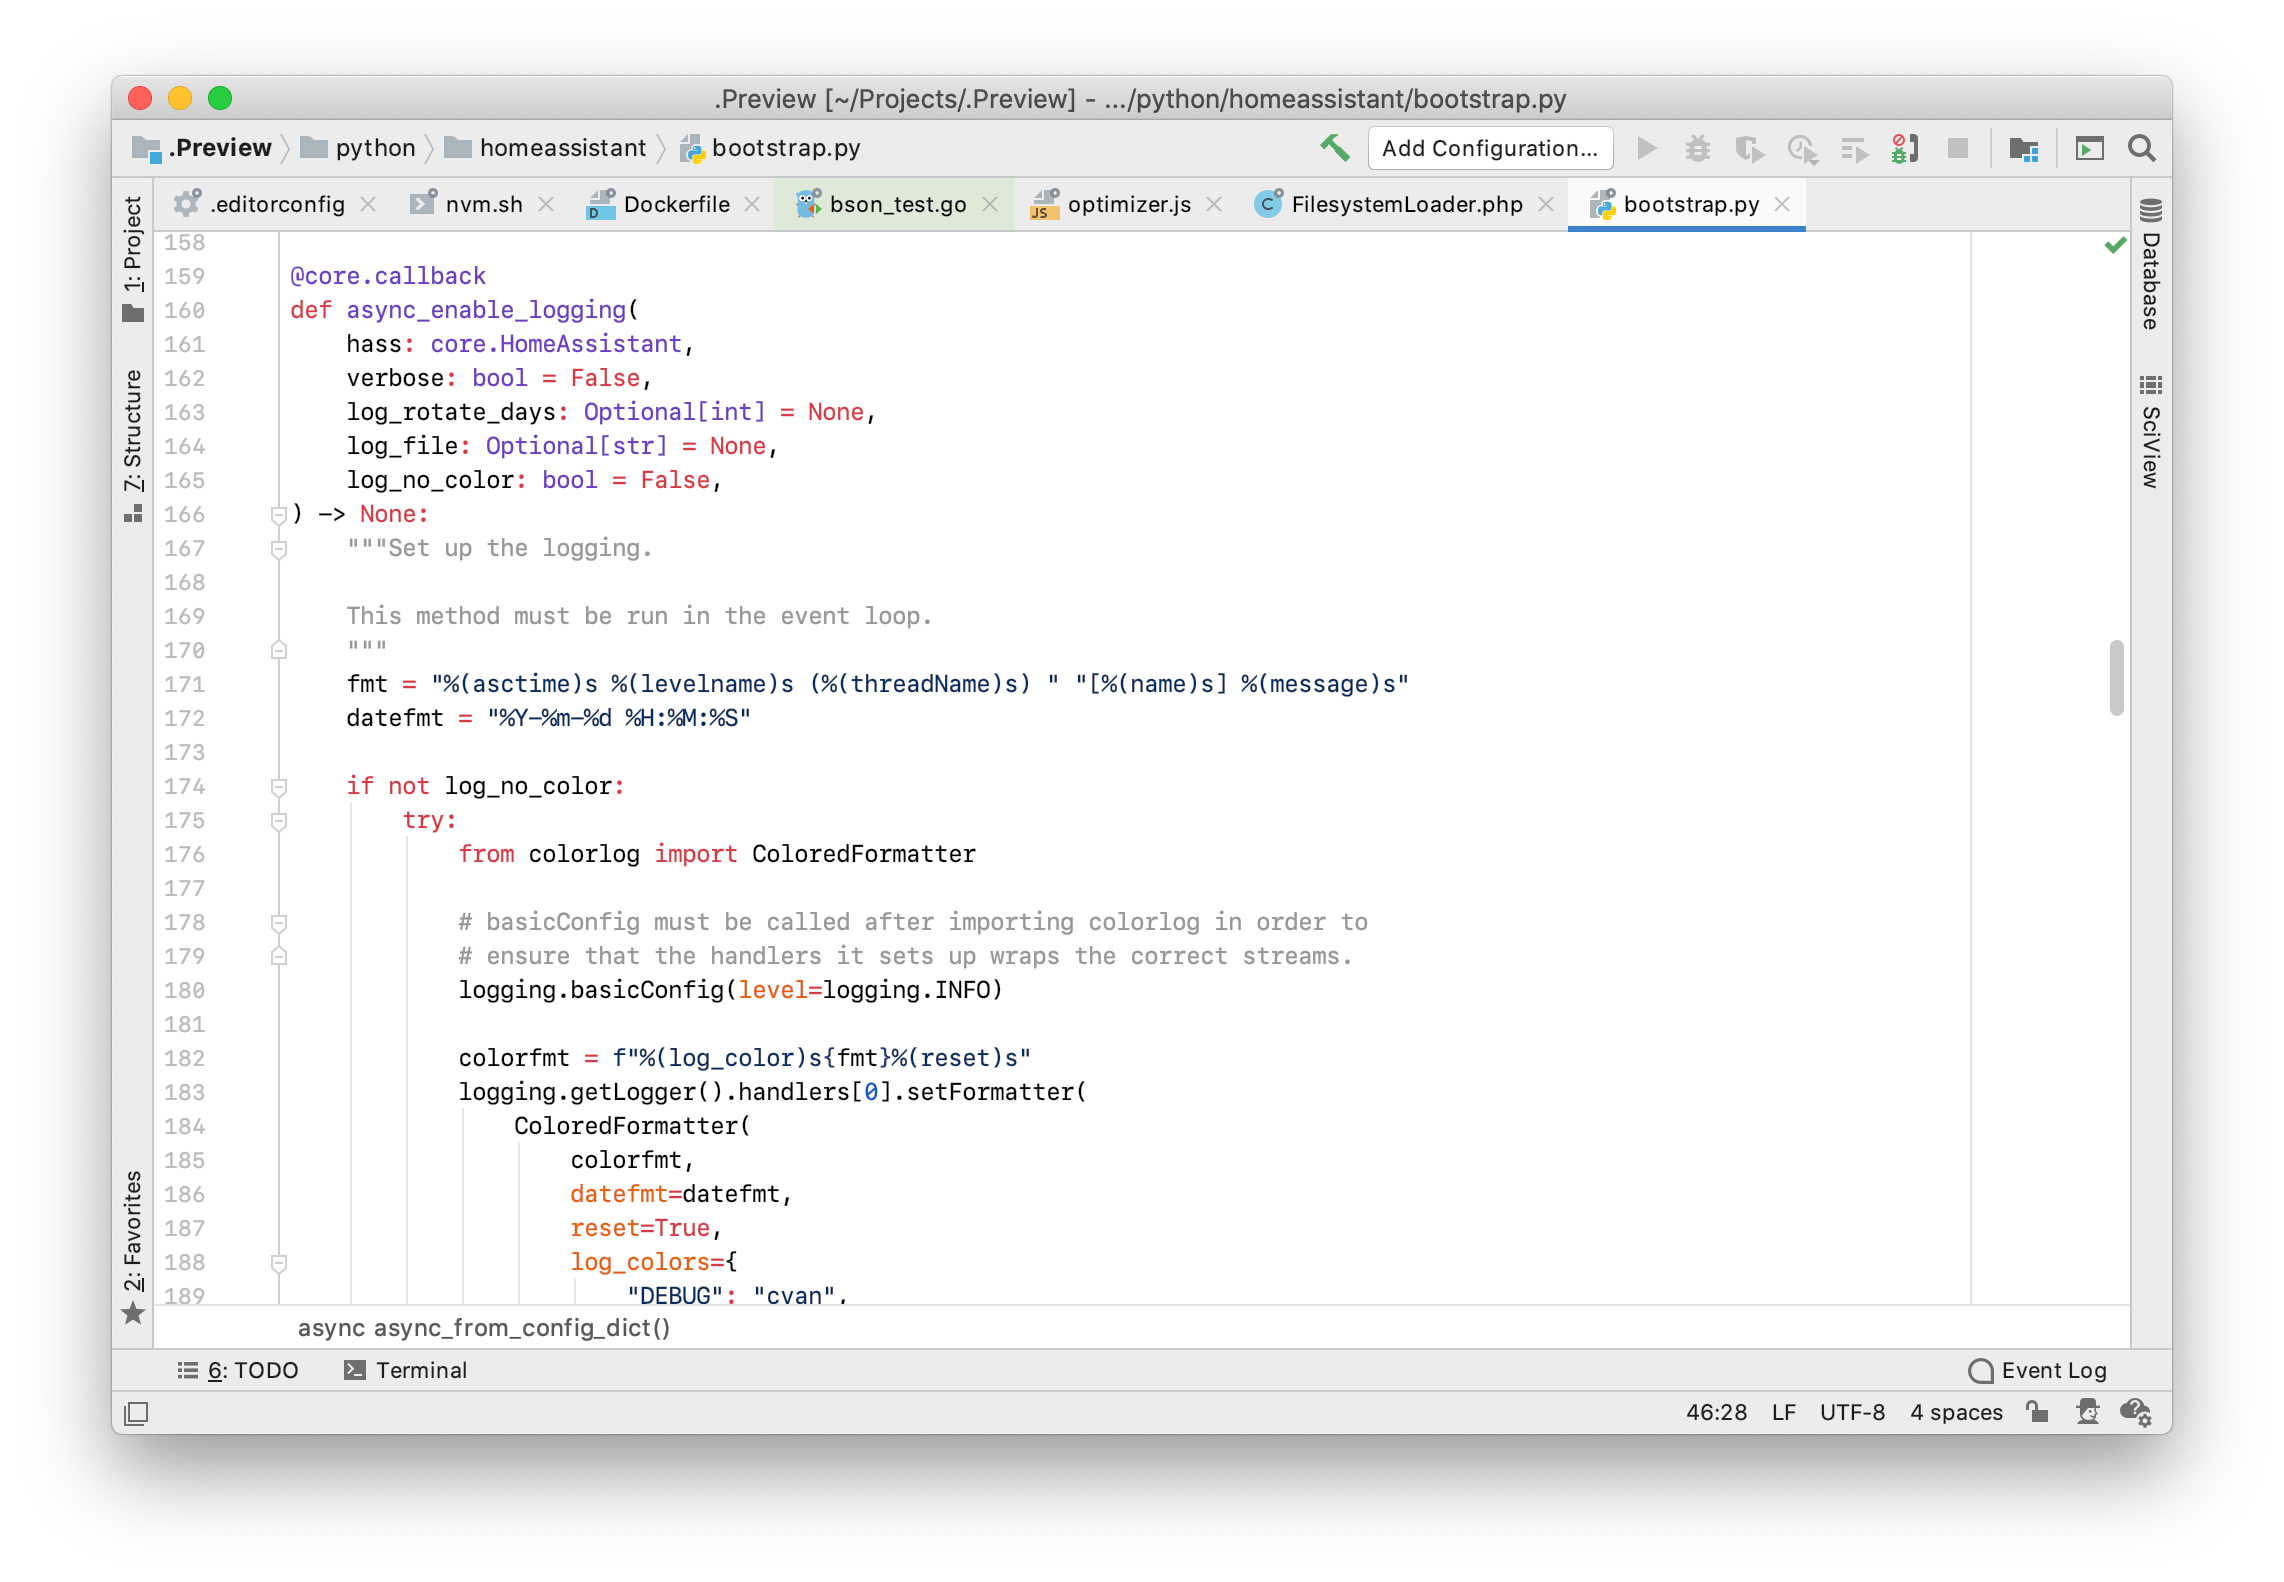 .Preview [~/Projects/.Preview] - .../python/homeassistant/bootstrap.py
.Preview python homeassistant bootstrap.py Add Configuration...
.editorconfig nvm.sh Dockerfile bson_test.go optimizer.js FilesystemLoader.php bootstrap.py
1: Project
7: Structure
2: Favorites
158
159 @core.callback
160 def async_enable_logging(
161     hass: core.HomeAssistant,
162     verbose: bool = False,
163     log_rotate_days: Optional[int] = None,
164     log_file: Optional[str] = None,
165     log_no_color: bool = False,
166 ) -> None:
167     """Set up the logging.
168
169     This method must be run in the event loop.
170     """
171     fmt = "%(asctime)s %(levelname)s (%(threadName)s) " "[%(name)s] %(message)s"
172     datefmt = "%Y-%m-%d %H:%M:%S"
173
174     if not log_no_color:
175         try:
176             from colorlog import ColoredFormatter
177
178             # basicConfig must be called after importing colorlog in order to
179             # ensure that the handlers it sets up wraps the correct streams.
180             logging.basicConfig(level=logging.INFO)
181
182             colorfmt = f"%(log_color)s{fmt}%(reset)s"
183             logging.getLogger().handlers[0].setFormatter(
184                 ColoredFormatter(
185                     colorfmt,
186                     datefmt=datefmt,
187                     reset=True,
188                     log_colors={
189                         "DEBUG": "cyan",
Database
SciView
async async_from_config_dict()
6: TODO Terminal Event Log
46:28 LF UTF-8 4 spaces